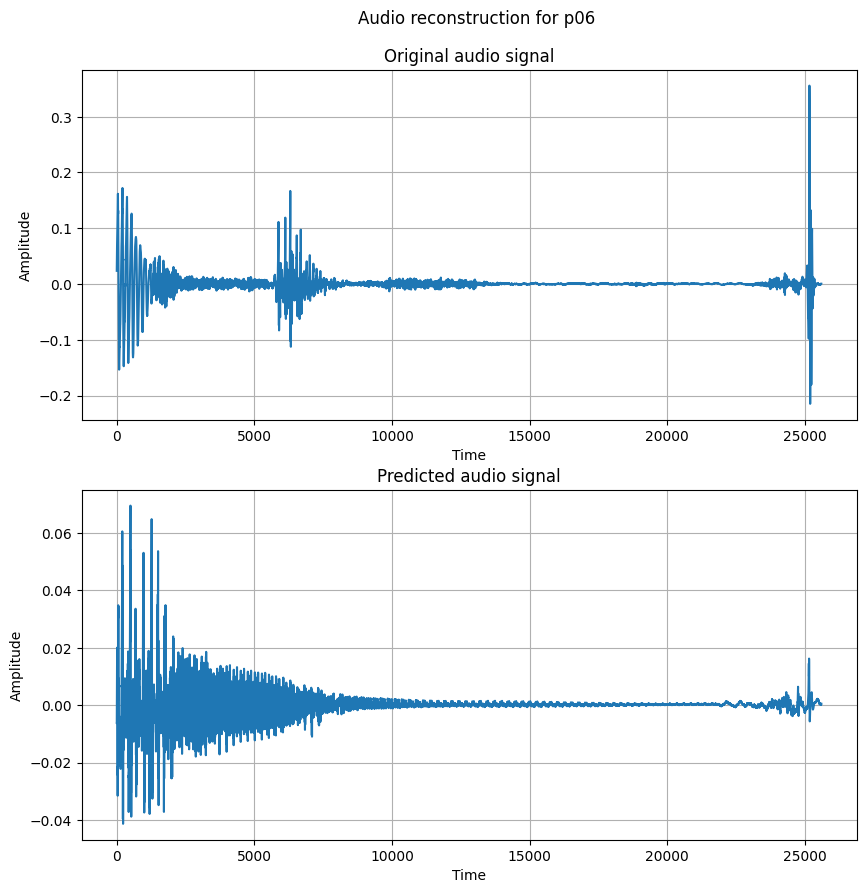 Audio reconstruction for p06
Original audio signal
0.3
0.2
0.1
0.0
−0.1
−0.2
Amplitude
0 5000 10000 15000 20000 25000
Time
Predicted audio signal
0.06
0.04
0.02
0.00
−0.02
−0.04
Amplitude
0 5000 10000 15000 20000 25000
Time